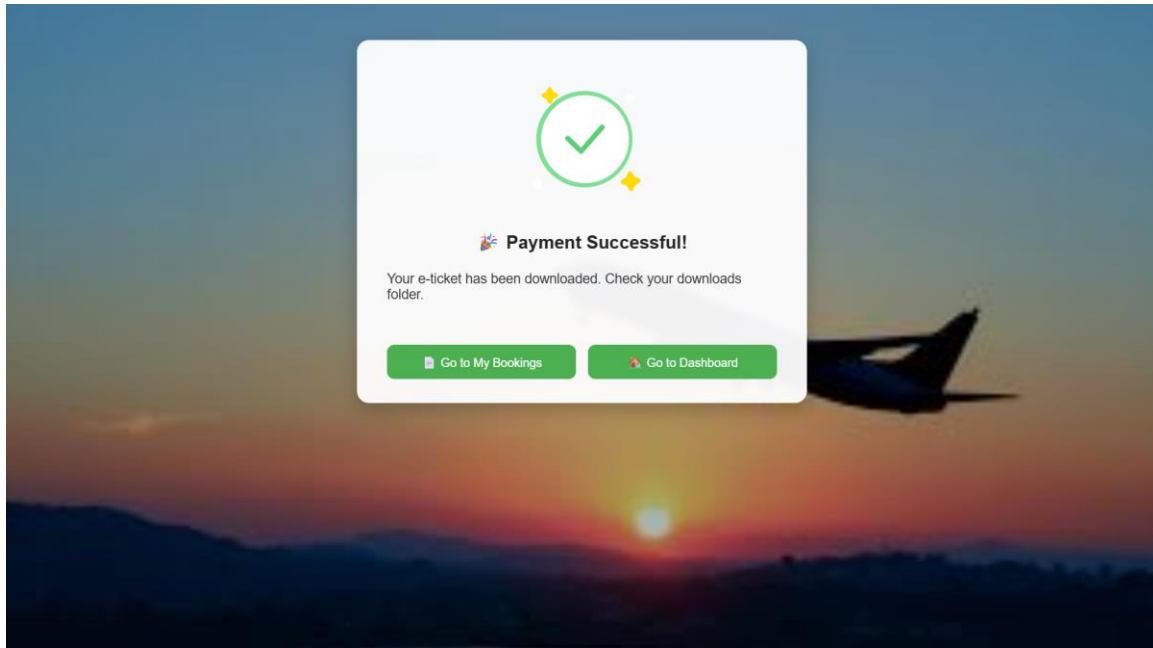 🎉 Payment Successful!
Your e-ticket has been downloaded. Check your downloads
folder.
Go to My Bookings
Go to Dashboard